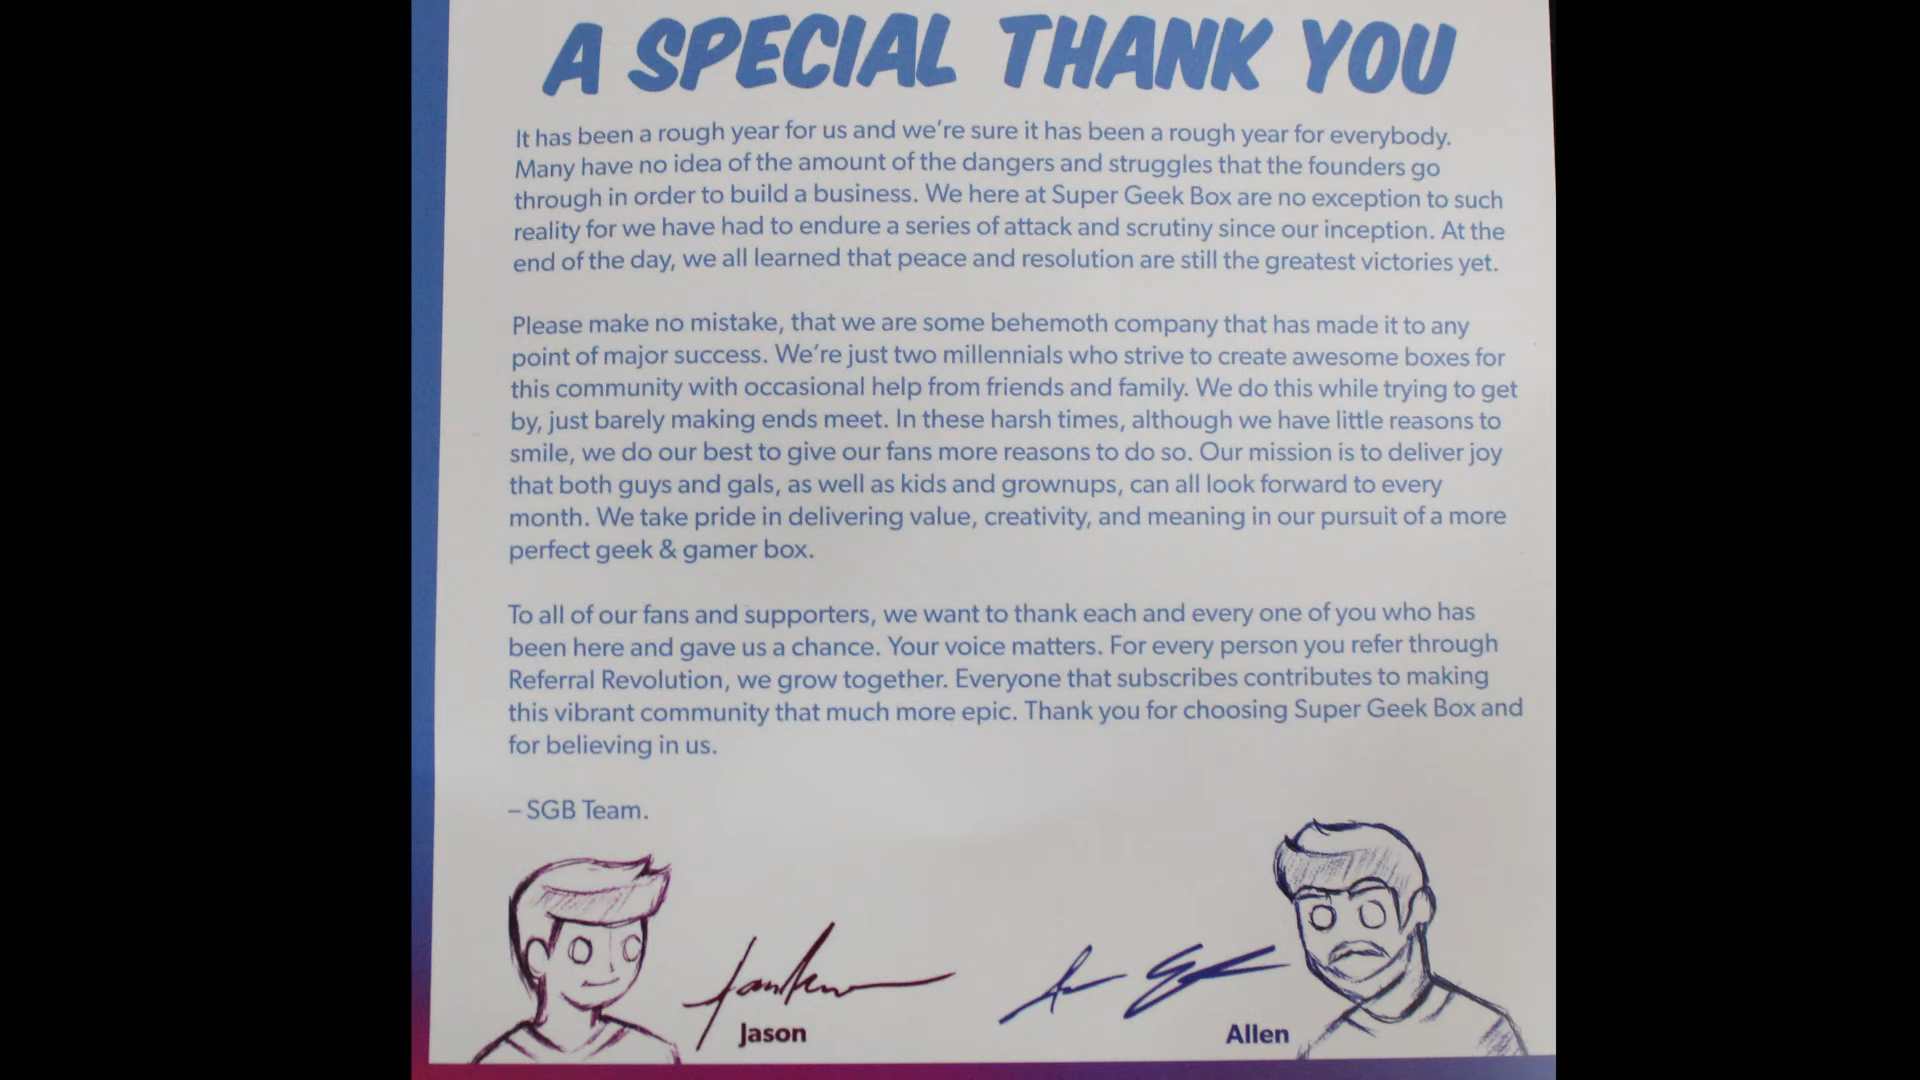 A SPECIAL THANK YOU
It has been a rough year for us and we're sure it has been a rough year for everybody.
Many have no idea of the amount of the dangers and struggles that the founders go
through in order to build a business. We here at Super Geek Box are no exception to such
reality for we have had to endure a series of attack and scrutiny since our inception. At the
end of the day, we all learned that peace and resolution are still the greatest victories yet.
Please make no mistake, that we are some behemoth company that has made it to any
point of major success. We're just two millennials who strive to create awesome boxes for
this community with occasional help from friends and family. We do this while trying to get
by, just barely making ends meet. In these harsh times, although we have little reasons to
smile, we do our best to give our fans more reasons to do so. Our mission is to deliver joy
that both guys and gals, as well as kids and grownups, can all look forward to every
month. We take pride in delivering value, creativity, and meaning in our pursuit of a more
perfect geek & gamer box.
To all of our fans and supporters, we want to thank each and every one of you who has
been here and gave us a chance. Your voice matters. For every person you refer through
Referral Revolution, we grow together. Everyone that subscribes contributes to making
this vibrant community that much more epic. Thank you for choosing Super Geek Box and
for believing in us.
– SGB Team.
Jason
Allen